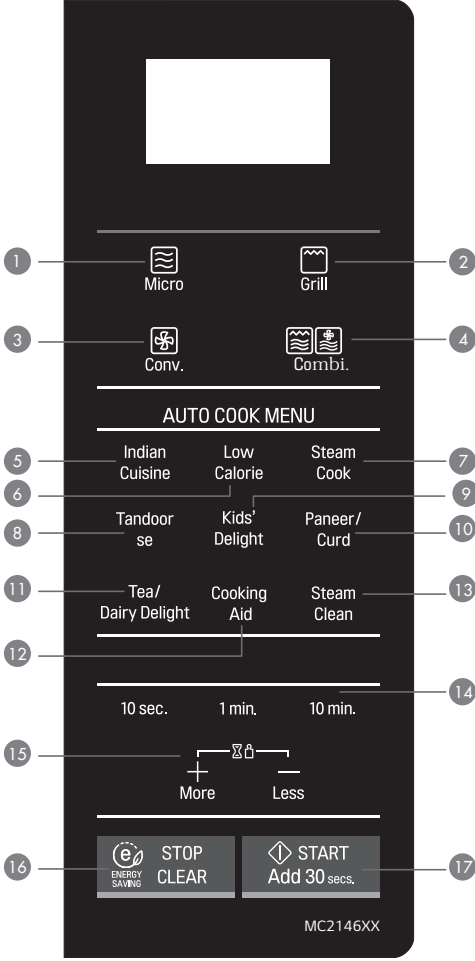 1
Micro
2
Grill
3
Conv.
4
Combi.
AUTO COOK MENU
5
Indian
Cuisine
6
Low
Calorie
7
Steam
Cook
8
Tandoor
se
9
Kids'
Delight
10
Paneer/
Curd
11
Tea/
Dairy Delight
12
Cooking
Aid
13
Steam
Clean
14
10 sec.
1 min.
10 min.
15
+
More
−
Less
16
e
ENERGY
SAVING
STOP
CLEAR
17
START
Add 30 secs.
MC2146XX